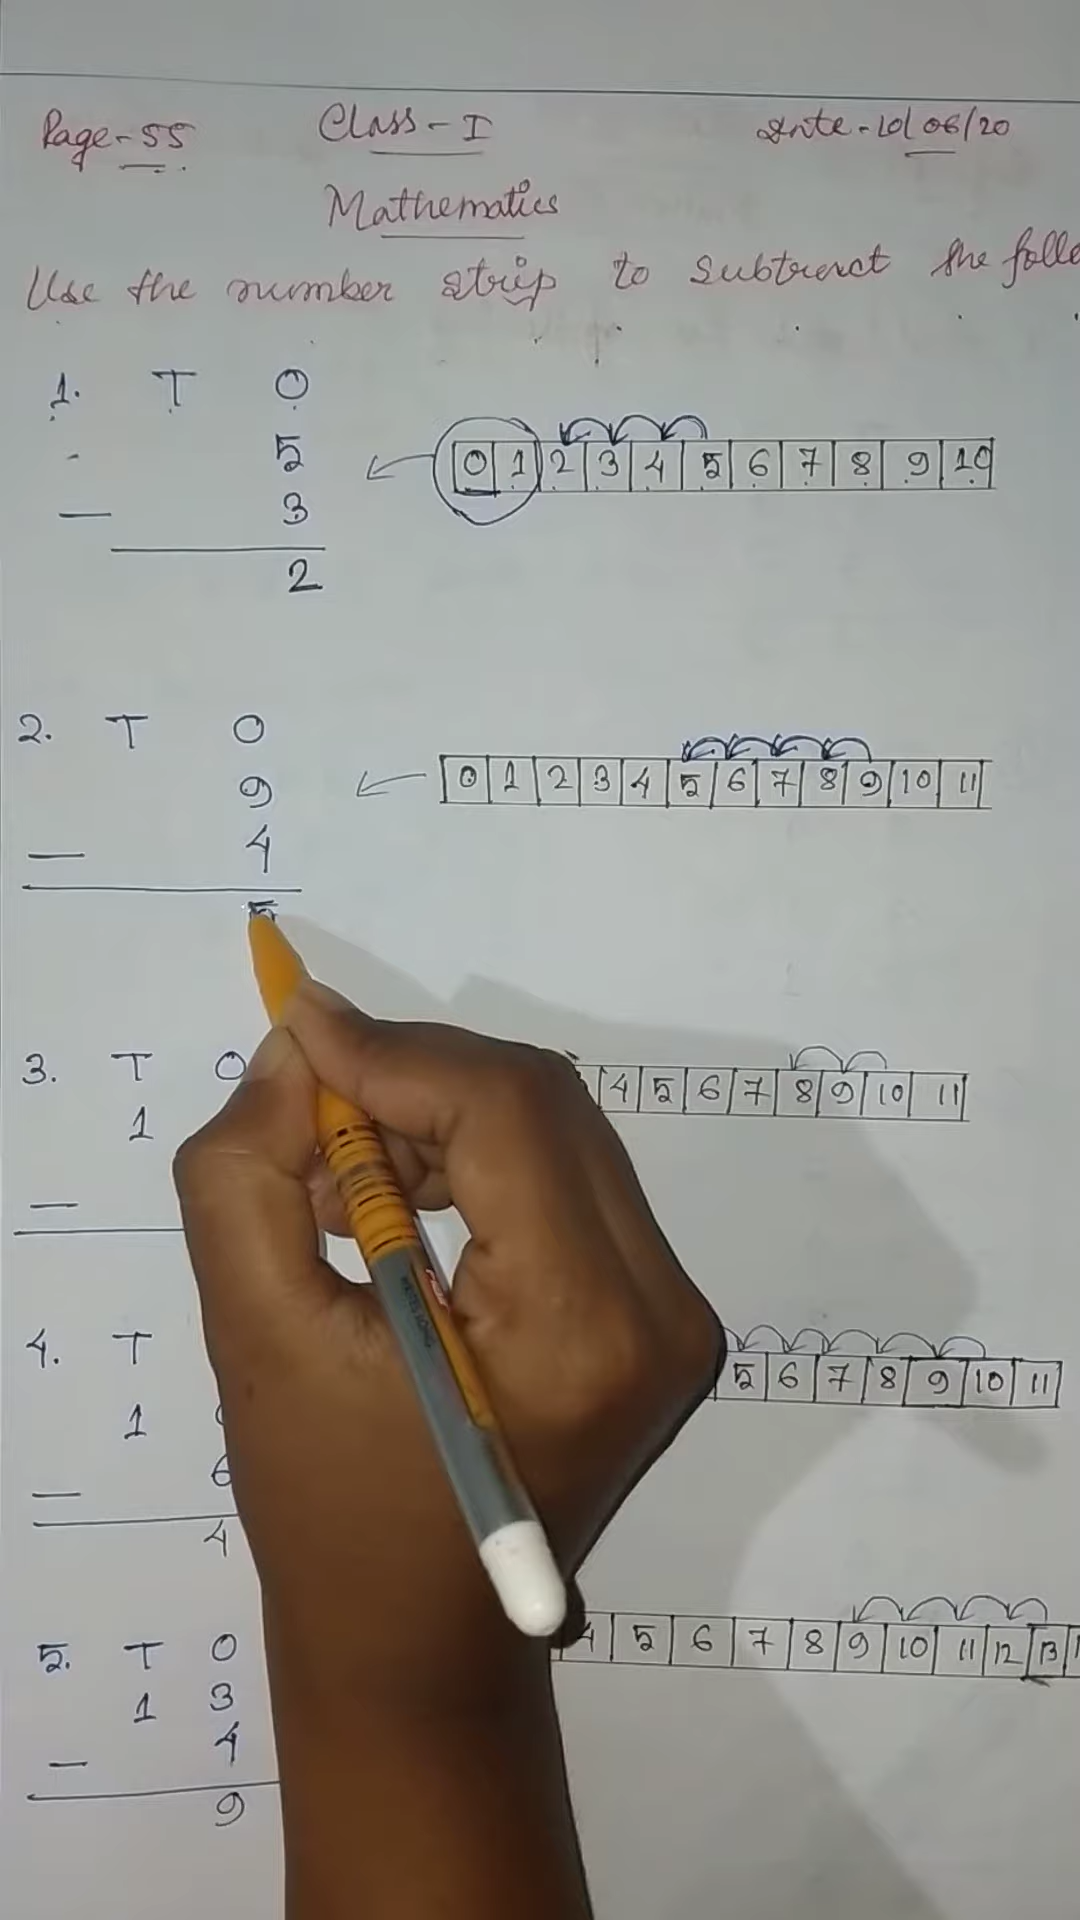 Page-55 Class-I Date-10/06/20
Mathematics
Use the number strip to subtract the
1. T O
5
- 3
2
0 1 2 3 4 5 6 7 8 9 10
2. T O
9
- 4
5
0 1 2 3 4 5 6 7 8 9 10 11
3. T O
1
-
4 5 6 7 8 9 10 11
4. T
1
- 6
4
5 6 7 8 9 10 11
5. T O
1 3
- 4
9
4 5 6 7 8 9 10 11 12 13